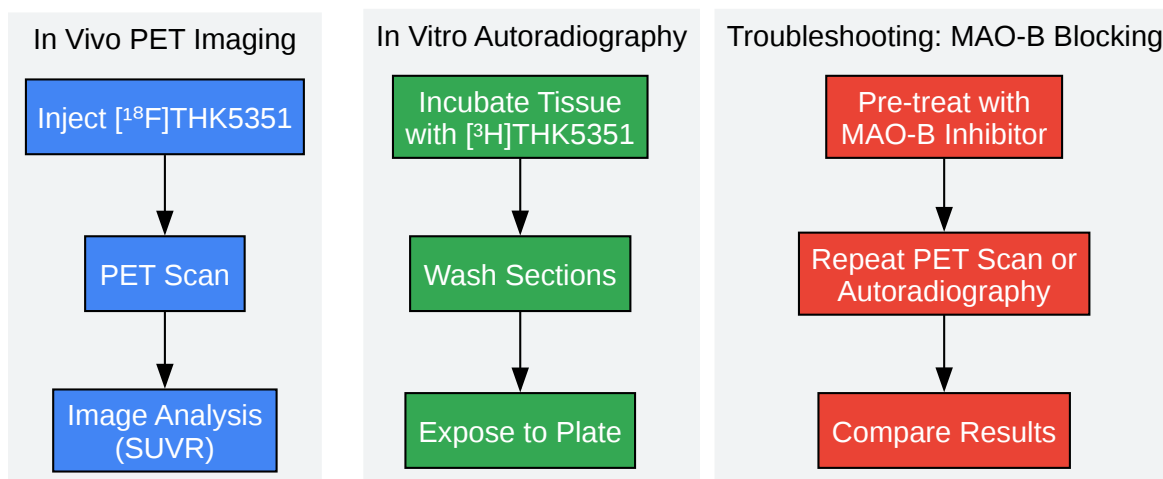 In Vivo PET Imaging
Inject [¹⁸F]THK5351
PET Scan
Image Analysis
(SUVR)
In Vitro Autoradiography
Incubate Tissue
with [³H]THK5351
Wash Sections
Expose to Plate
Troubleshooting: MAO-B Blocking
Pre-treat with
MAO-B Inhibitor
Repeat PET Scan or
Autoradiography
Compare Results